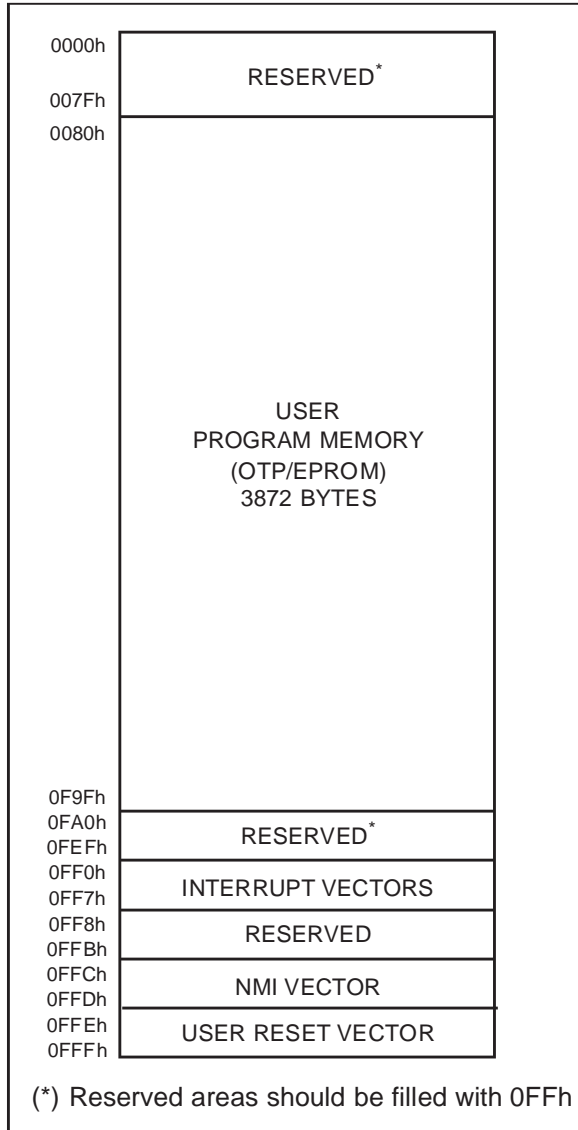 0000h
RESERVED*
007Fh
0080h
USER
PROGRAM MEMORY
(OTP/EPROM)
3872 BYTES
0F9Fh
0FA0h
RESERVED*
0FEFh
0FF0h
INTERRUPT VECTORS
0FF7h
0FF8h
RESERVED
0FFBh
0FFCh
NMI VECTOR
0FFDh
0FFEh
USER RESET VECTOR
0FFFh
(*) Reserved areas should be filled with 0FFh